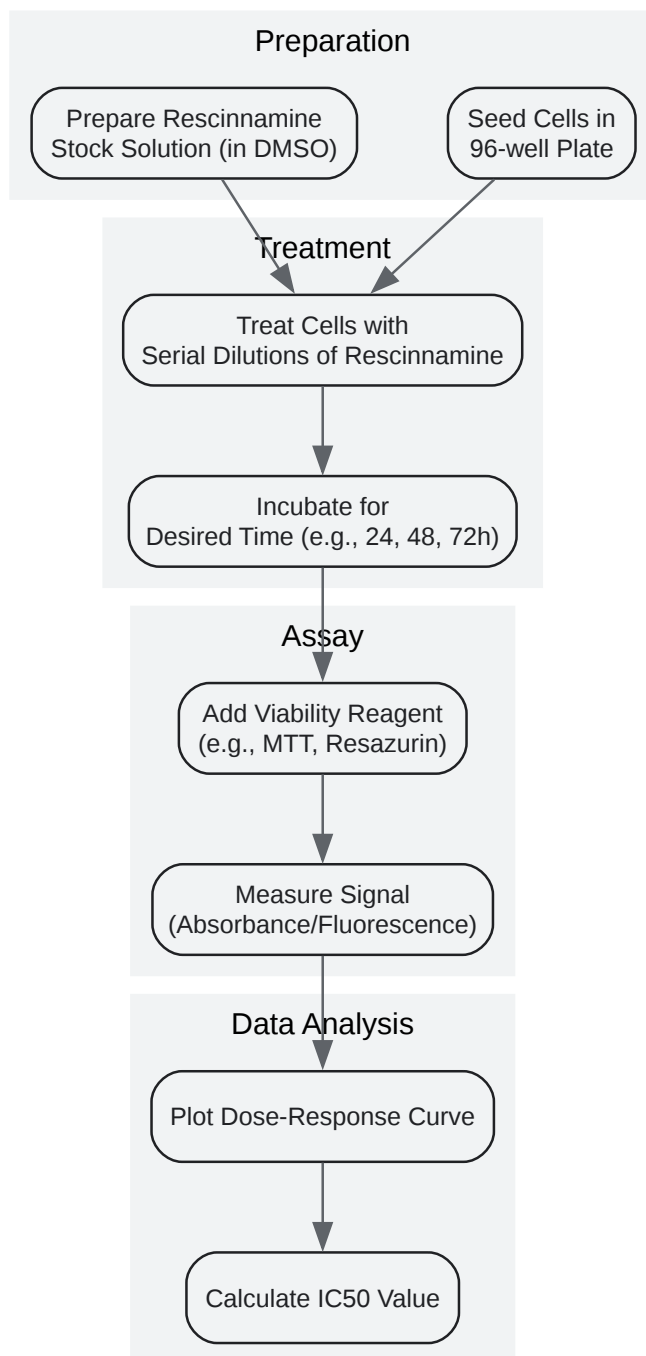 Preparation
Prepare Rescinnamine
Stock Solution (in DMSO)
Seed Cells in
96-well Plate
Treatment
Treat Cells with
Serial Dilutions of Rescinnamine
Incubate for
Desired Time (e.g., 24, 48, 72h)
Assay
Add Viability Reagent
(e.g., MTT, Resazurin)
Measure Signal
(Absorbance/Fluorescence)
Data Analysis
Plot Dose-Response Curve
Calculate IC50 Value